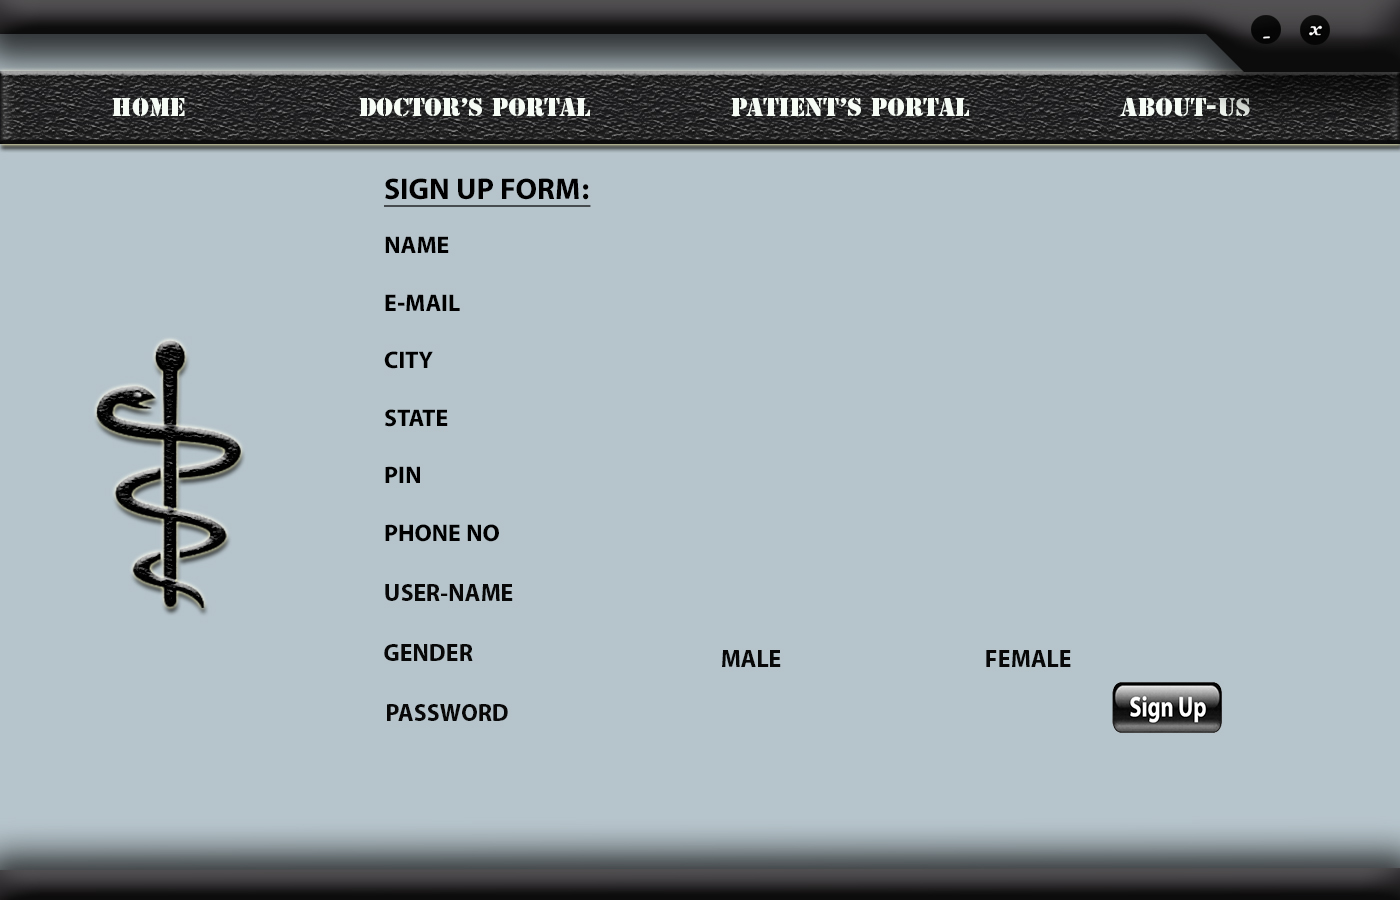 _ x
HOME DOCTOR'S PORTAL PATIENT'S PORTAL ABOUT-US
SIGN UP FORM:
NAME
E-MAIL
CITY
STATE
PIN
PHONE NO
USER-NAME
GENDER MALE FEMALE
PASSWORD
Sign Up